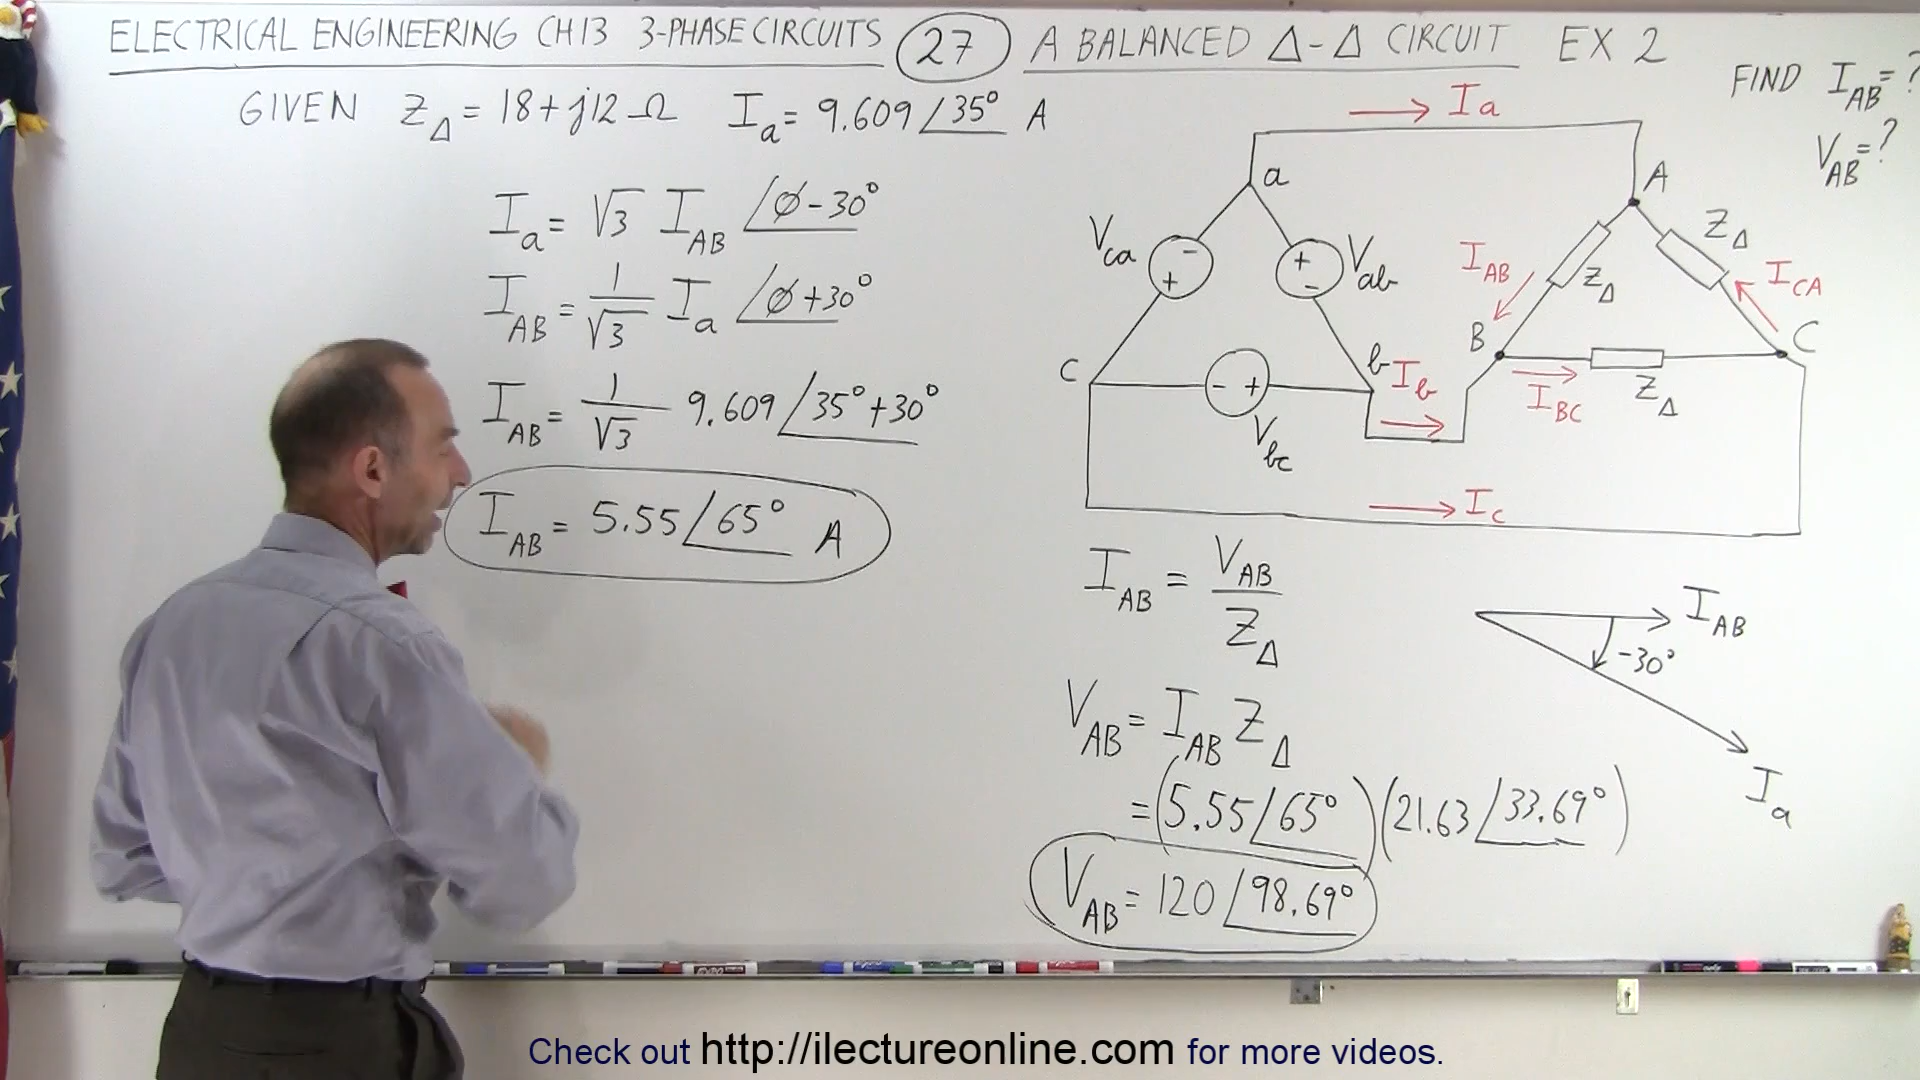 ELECTRICAL ENGINEERING CH 13 3-PHASE CIRCUITS 27 A BALANCED Δ-Δ CIRCUIT EX 2
FIND I_AB = ?
V_AB = ?
GIVEN Z_Δ = 18 + j12 Ω I_a = 9.609 /35° A
I_a = √3 I_AB /ϕ-30°
I_AB = 1/√3 I_a /ϕ+30°
I_AB = 1/√3 9.609 /35°+30°
I_AB = 5.55 /65° A
I_a
a
A
V_ca
-
+
+
-
V_ab
I_AB
Z_Δ
Z_Δ
I_CA
C
- +
V_bc
b
I_b
B
I_BC
Z_Δ
C
I_c
I_AB = V_AB / Z_Δ
I_AB
-30°
I_a
V_AB = I_AB Z_Δ
= (5.55 /65°) (21.63 /33.69°)
V_AB = 120 /98.69°
Check out http://ilectureonline.com for more videos.